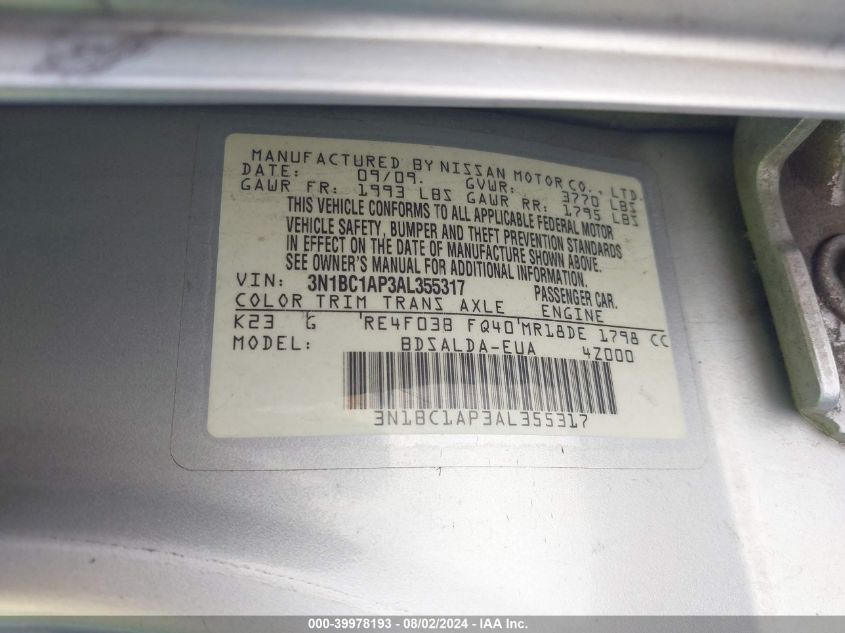 MANUFACTURED BY NISSAN MOTOR CO., LTD.
DATE: 09/09. GVWR: 3770 LBS
GAWR FR: 1993 LBS GAWR RR: 1795 LBS
THIS VEHICLE CONFORMS TO ALL APPLICABLE FEDERAL MOTOR
VEHICLE SAFETY, BUMPER AND THEFT PREVENTION STANDARDS
IN EFFECT ON THE DATE OF MANUFACTURE SHOWN ABOVE.
SEE OWNER'S MANUAL FOR ADDITIONAL INFORMATION.
VIN: 3N1BC1AP3AL355317 PASSENGER CAR.
COLOR TRIM TRANS AXLE ENGINE
K23 G RE4F03B FQ40 MR18DE 1798 CC
MODEL: BDSALDA-EUA 4Z000
3N1BC1AP3AL355317
000-39978193 - 08/02/2024 - IAA Inc.